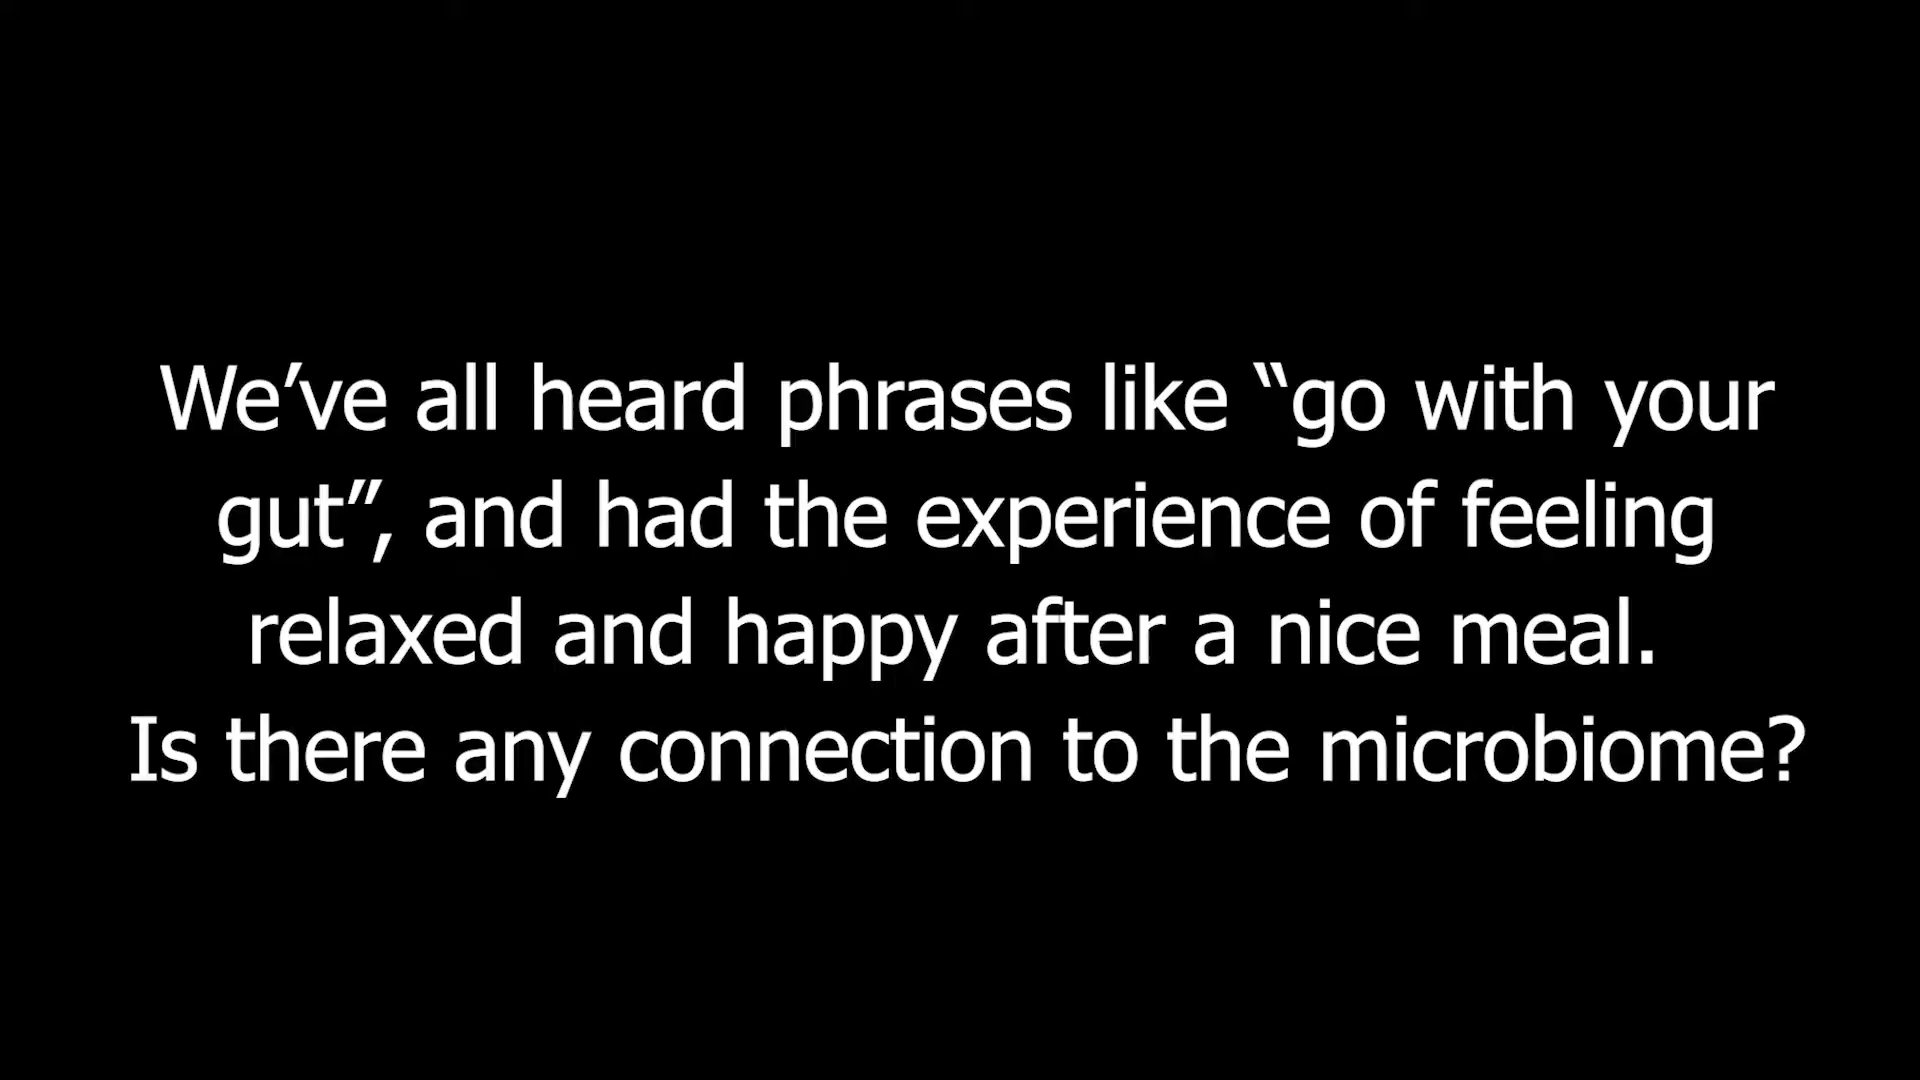 We’ve all heard phrases like “go with your
gut”, and had the experience of feeling
relaxed and happy after a nice meal.
Is there any connection to the microbiome?